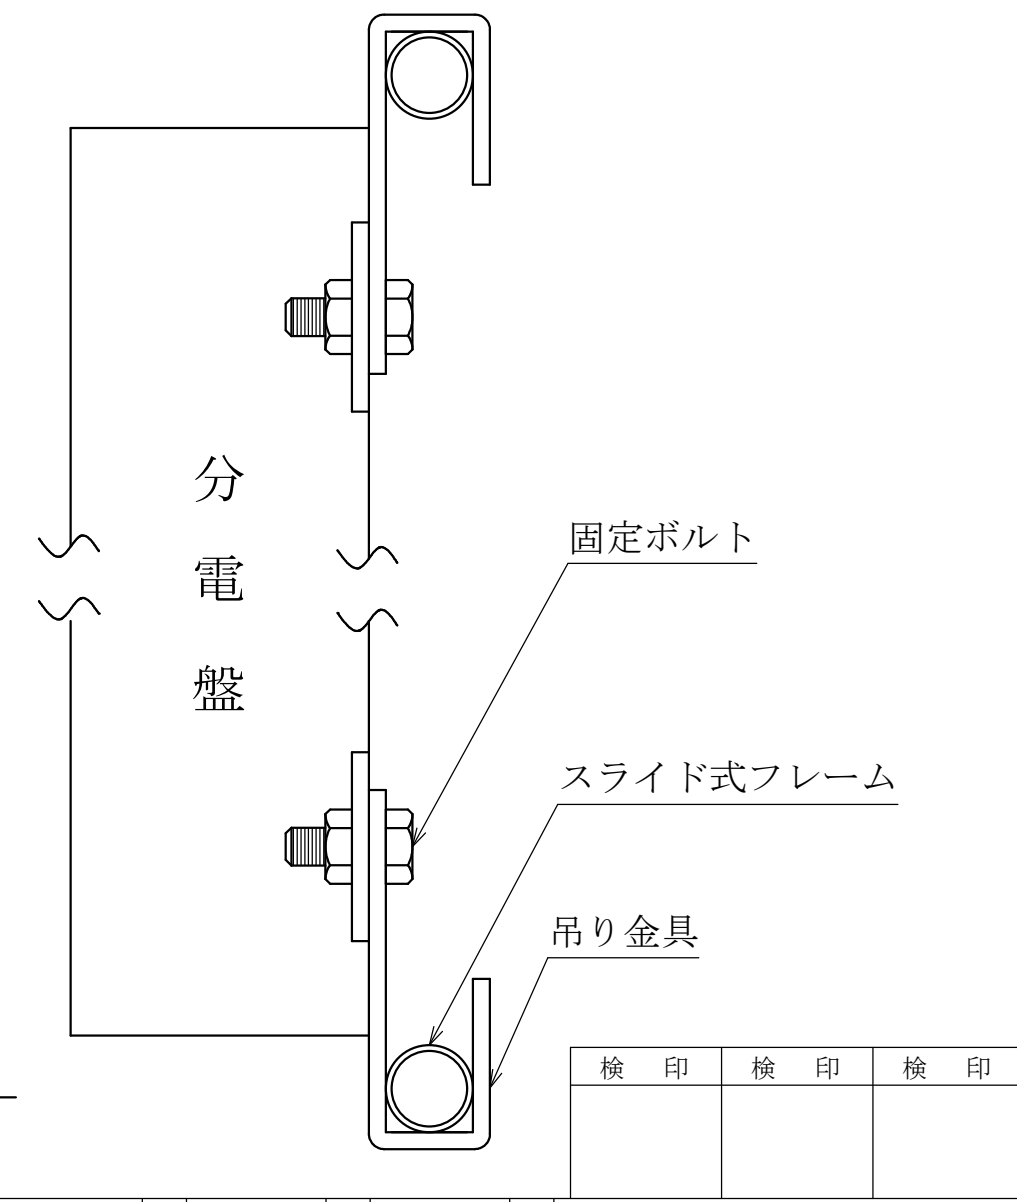 分電盤
固定ボルト
スライド式フレーム
吊り金具
検 印 検 印 検 印